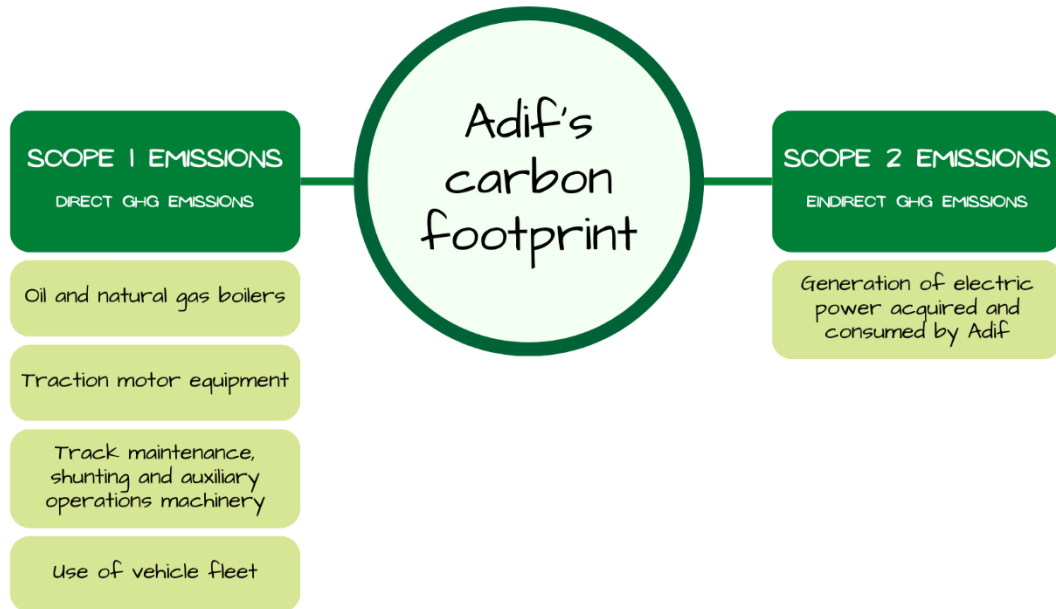 Adif's
carbon
footprint
SCOPE 1 EMISSIONS
DIRECT GHG EMISSIONS
Oil and natural gas boilers
Traction motor equipment
Track maintenance,
shunting and auxiliary
operations machinery
Use of vehicle fleet
SCOPE 2 EMISSIONS
EINDIRECT GHG EMISSIONS
Generation of electric
power acquired and
consumed by Adif